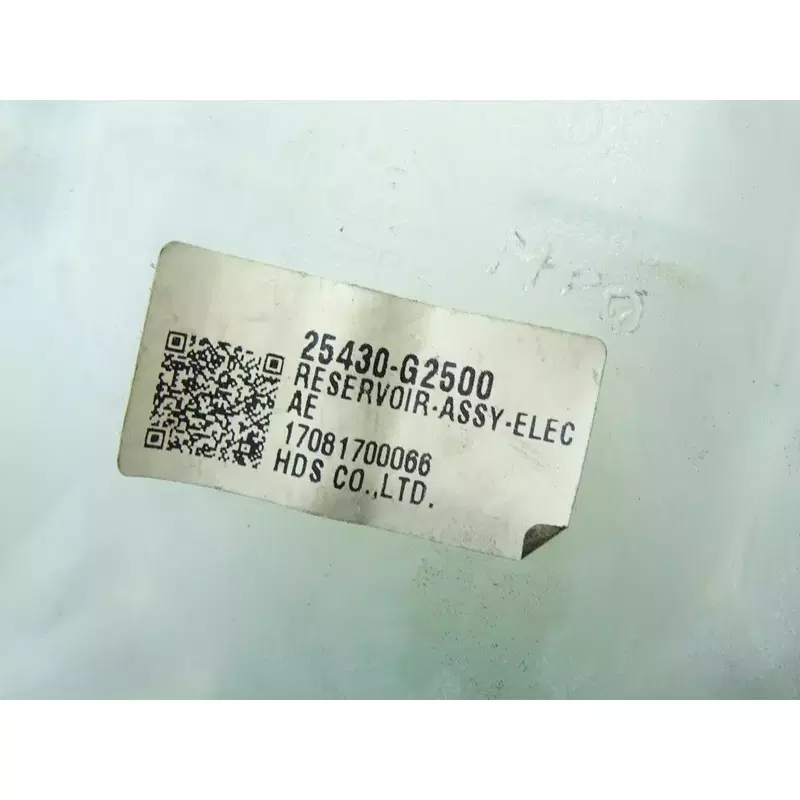 25430-G2500
RESERVOIR-ASSY-ELEC
AE
17081700066
HDS CO.,LTD.